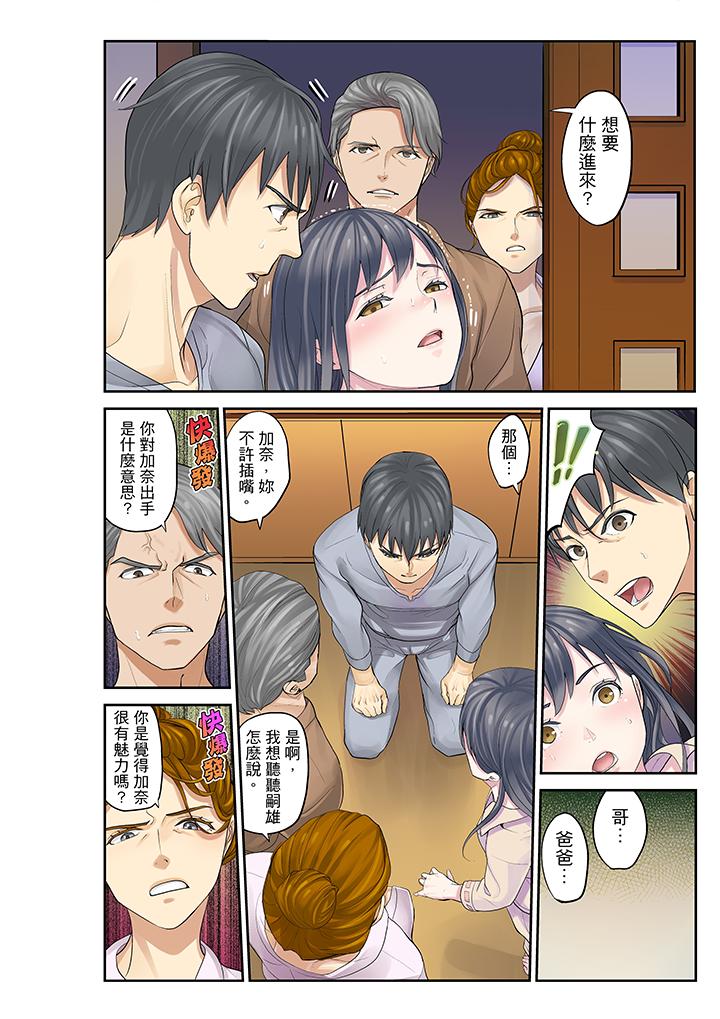 想要
什麼進來？
!!
哥…
爸爸…
那個…
加奈，妳
不許插嘴。
是啊，
我想聽聽嗣雄
怎麼說。
快爆發
你對加奈出手
是什麼意思？
快爆發
你是覺得加奈
很有魅力嗎？